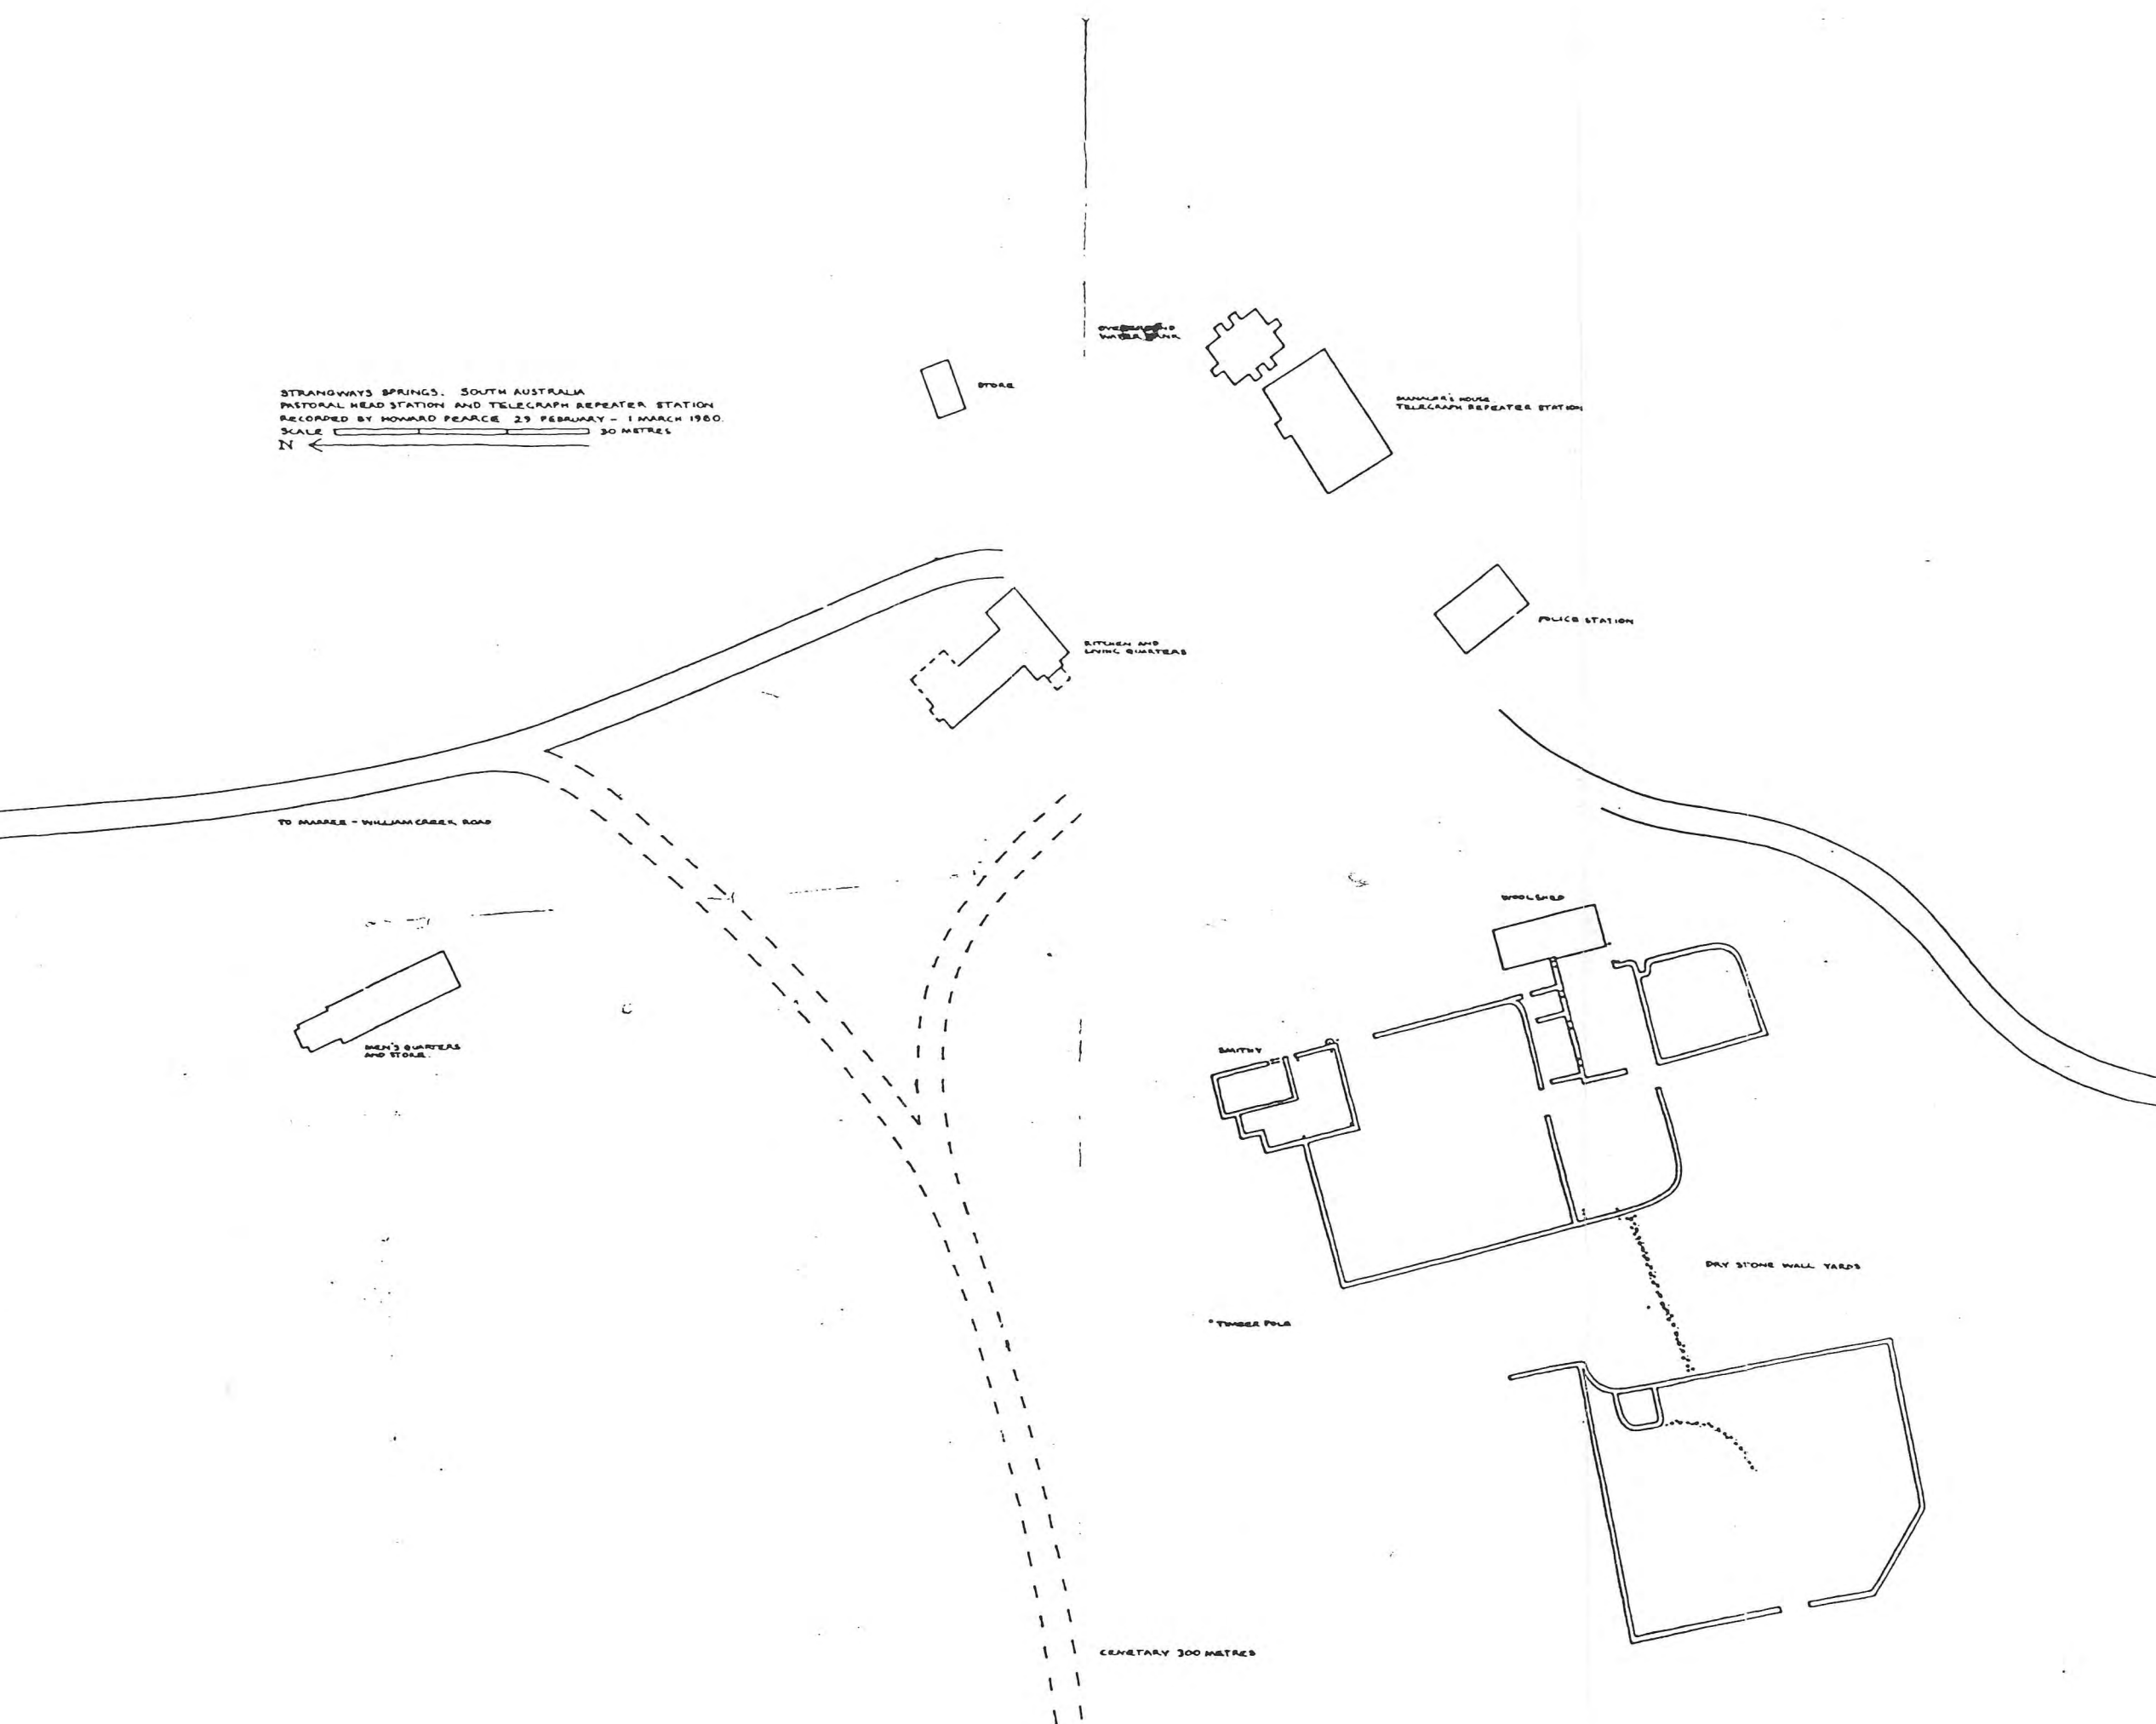 WATER TANK
STORE
STRANGWAYS SPRINGS. SOUTH AUSTRALIA
PASTORAL HEAD STATION AND TELEGRAPH REPEATER STATION
RECORDED BY HOWARD PEARCE 29 FEBRUARY - 1 MARCH 1980.
SCALE 30 METRES
N
MANAGER'S HOUSE
TELEGRAPH REPEATER STATION
POLICE STATION
KITCHEN AND
LIVING QUARTERS
TO MARREE - WILLIAM CREEK ROAD
WOOLSHED
MEN'S QUARTERS
AND STORE.
SMITHY
DRY STONE WALL YARDS
TIMBER POLE
CEMETARY 300 METRES